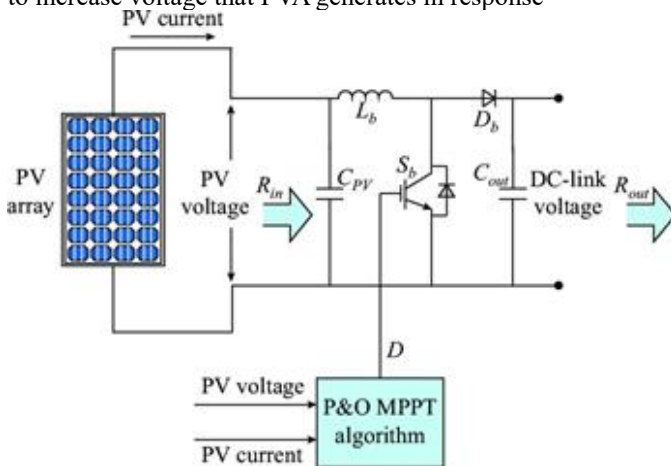 to increase voltage that PVA generates in response
PV current
L_b
D_b
PV
array
PV
voltage
R_in
C_PV
S_b
C_out
DC-link
voltage
R_out
D
PV voltage
P&O MPPT
algorithm
PV current